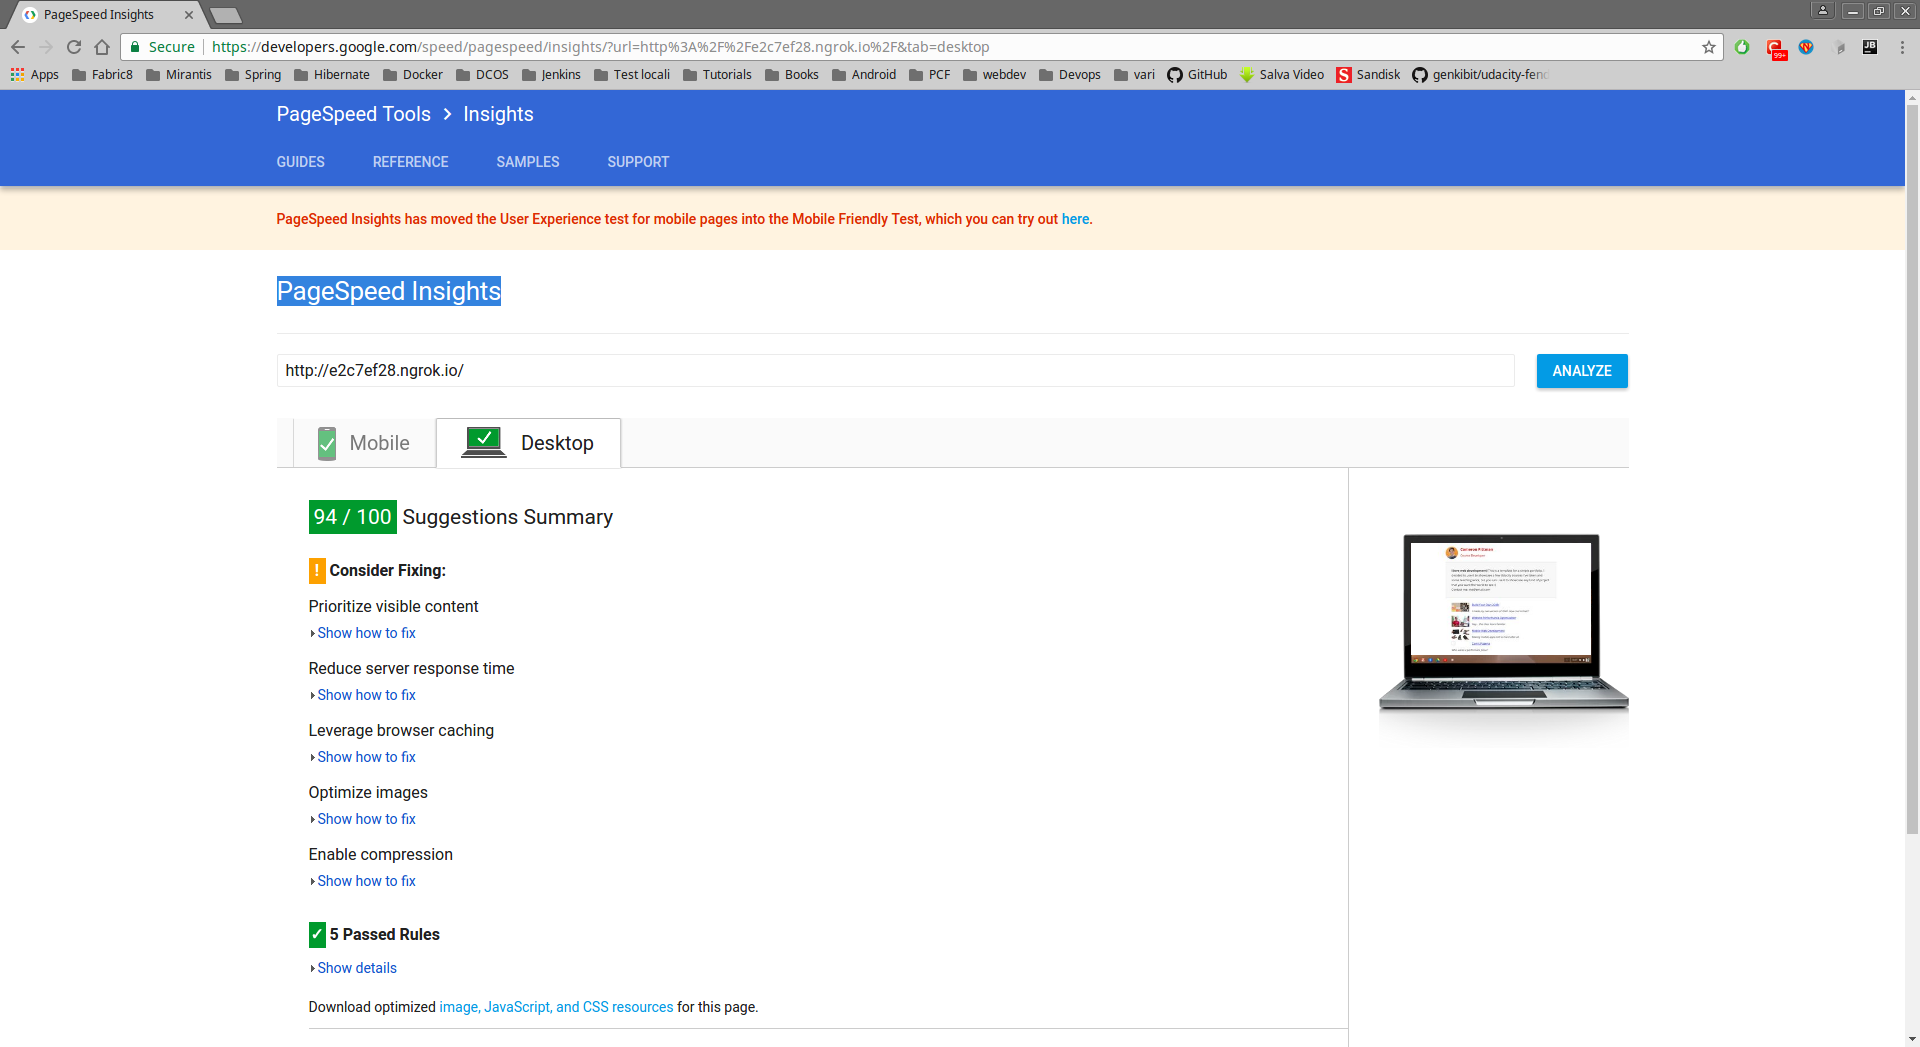 PageSpeed Insights
Secure https://developers.google.com/speed/pagespeed/insights/?url=http%3A%2F%2Fe2c7ef28.ngrok.io%2F&tab=desktop
99+
JB
Apps Fabric8 Mirantis Spring Hibernate Docker DCOS Jenkins Test locali Tutorials Books Android PCF webdev Devops vari GitHub Salva Video Sandisk genkibit/udacity-fend
PageSpeed Tools > Insights
GUIDES REFERENCE SAMPLES SUPPORT
PageSpeed Insights has moved the User Experience test for mobile pages into the Mobile Friendly Test, which you can try out here.
PageSpeed Insights
http://e2c7ef28.ngrok.io/
ANALYZE
Mobile Desktop
94 / 100 Suggestions Summary
! Consider Fixing:
Prioritize visible content
Show how to fix
Reduce server response time
Show how to fix
Leverage browser caching
Show how to fix
Optimize images
Show how to fix
Enable compression
Show how to fix
5 Passed Rules
Show details
Download optimized image, JavaScript, and CSS resources for this page.
Cameron Pittman